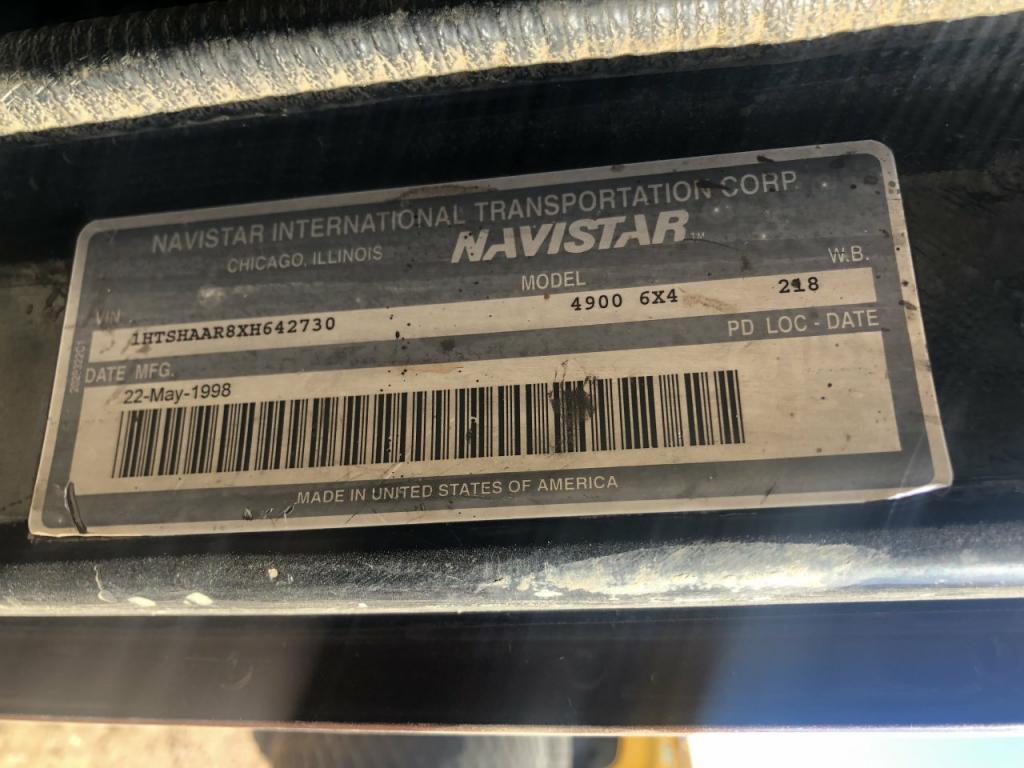 NAVISTAR INTERNATIONAL TRANSPORTATION CORP.
CHICAGO, ILLINOIS NAVISTAR™
VIN MODEL W.B.
1HTSHAAR8XH642730 4900 6X4 218
DATE MFG. PD LOC - DATE
22-May-1998
MADE IN UNITED STATES OF AMERICA